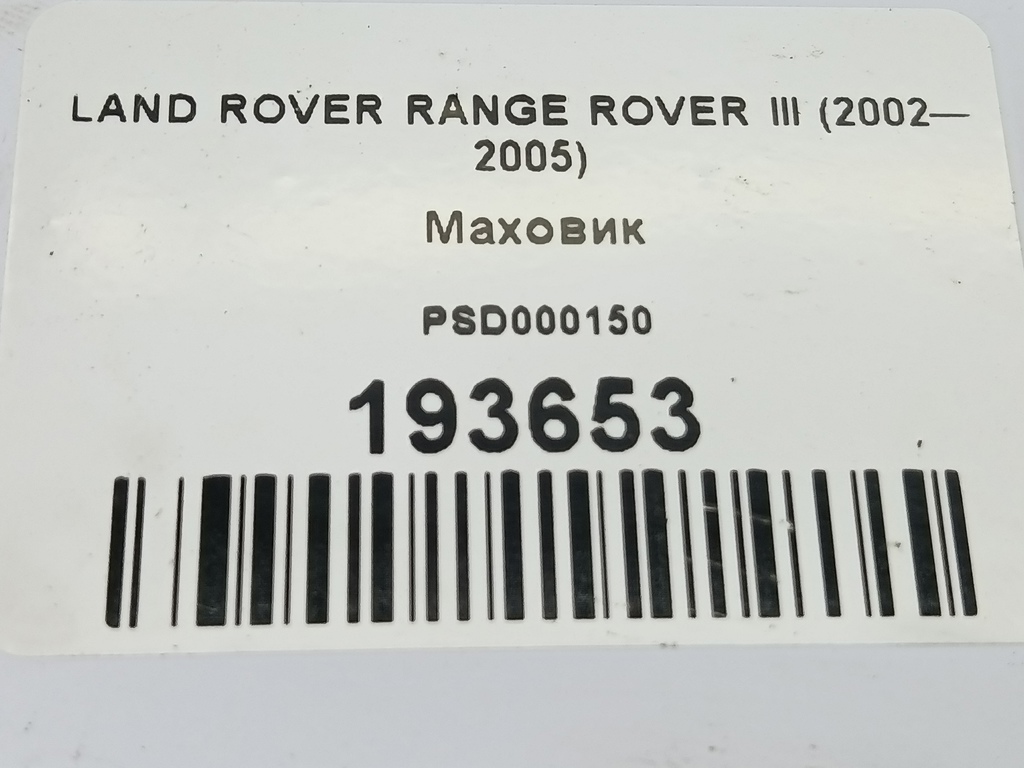 LAND ROVER RANGE ROVER III (2002—
2005)
Маховик
PSD000150
193653